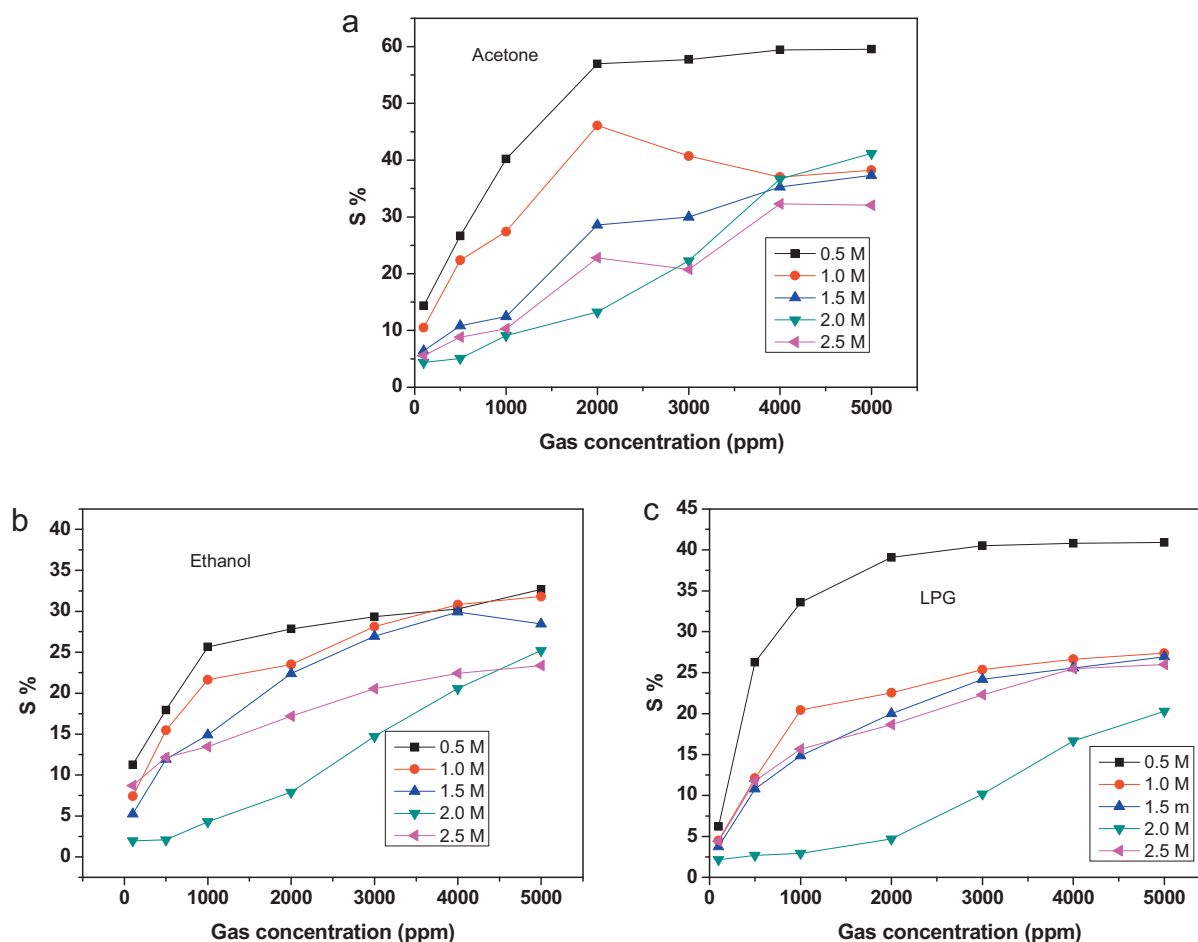 a
Acetone
60
50
40
30
20
10
0
S %
0 1000 2000 3000 4000 5000
Gas concentration (ppm)
0.5 M
1.0 M
1.5 M
2.0 M
2.5 M
b
Ethanol
40
35
30
25
20
15
10
5
0
S %
0 1000 2000 3000 4000 5000
Gas concentration (ppm)
0.5 M
1.0 M
1.5 M
2.0 M
2.5 M
c
LPG
45
40
35
30
25
20
15
10
5
0
S %
0 1000 2000 3000 4000 5000
Gas concentration (ppm)
0.5 M
1.0 M
1.5 m
2.0 M
2.5 M